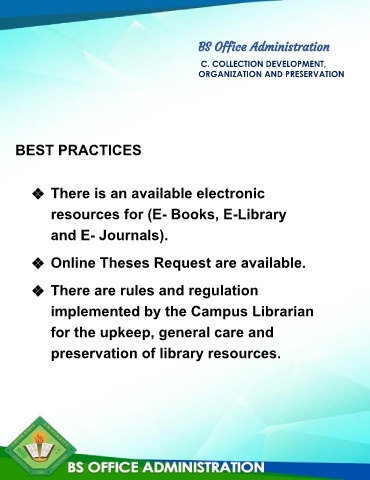 BS Office Administration
C. COLLECTION DEVELOPMENT,
ORGANIZATION AND PRESERVATION
BEST PRACTICES
❖ There is an available electronic
resources for (E- Books, E-Library
and E- Journals).
❖ Online Theses Request are available.
❖ There are rules and regulation
implemented by the Campus Librarian
for the upkeep, general care and
preservation of library resources.
BS OFFICE ADMINISTRATION